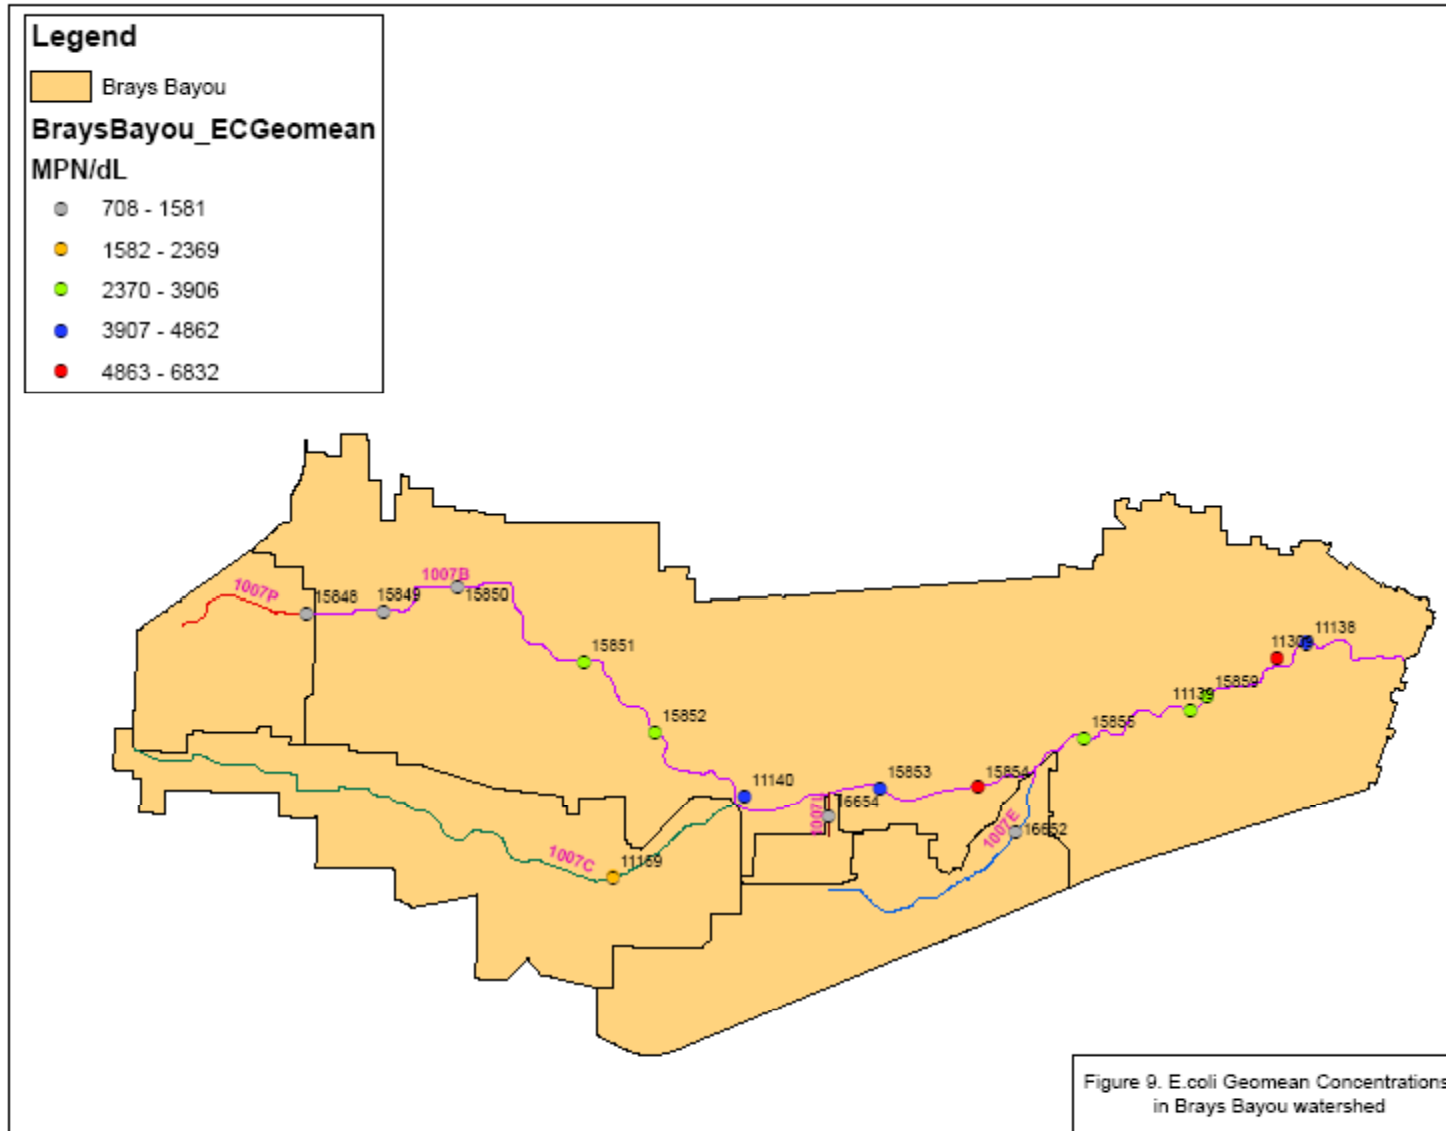 Legend
Brays Bayou
BraysBayou_ECGeomean
MPN/dL
708 - 1581
1582 - 2369
2370 - 3906
3907 - 4862
4863 - 6832
1007P
15848
15849
1007B
15850
15851
15852
11140
15853
15854
15855
11139
15859
11138
16654
16652
1007E
1007C
11169
Figure 9. E.coli Geomean Concentrations
in Brays Bayou watershed